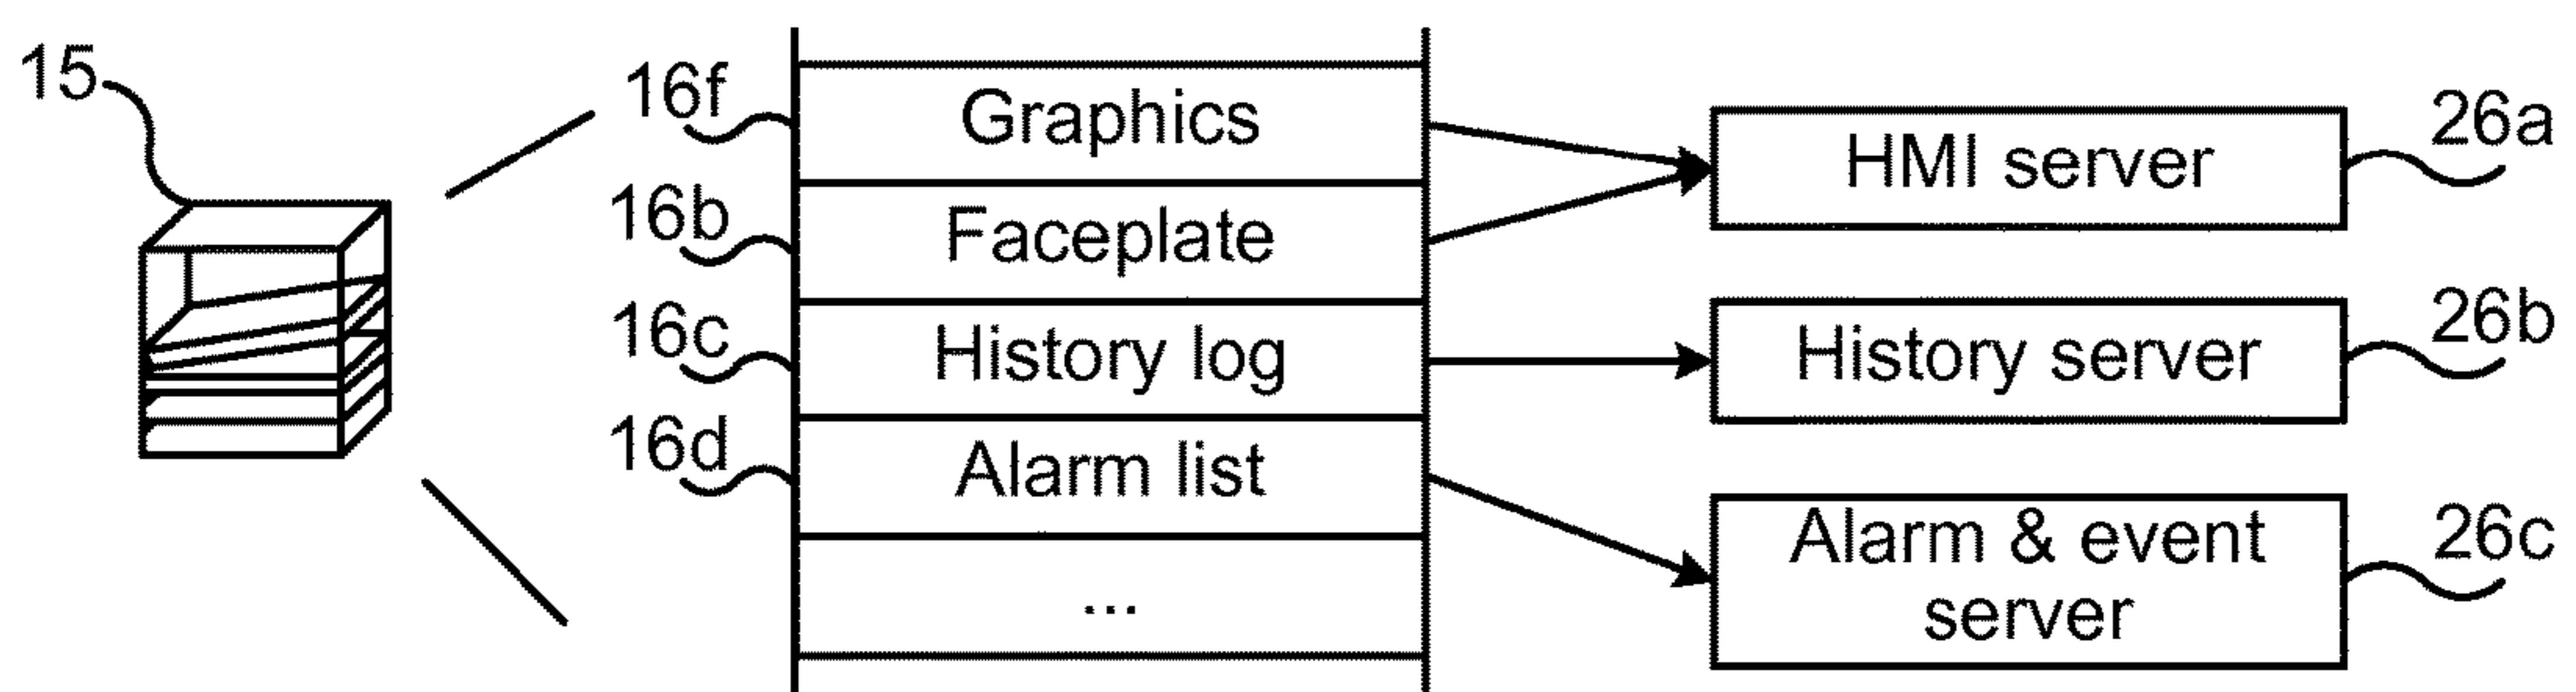 15
16f
Graphics
HMI server
26a
16b
Faceplate
16c
History log
History server
26b
16d
Alarm list
Alarm & event
server
26c
...